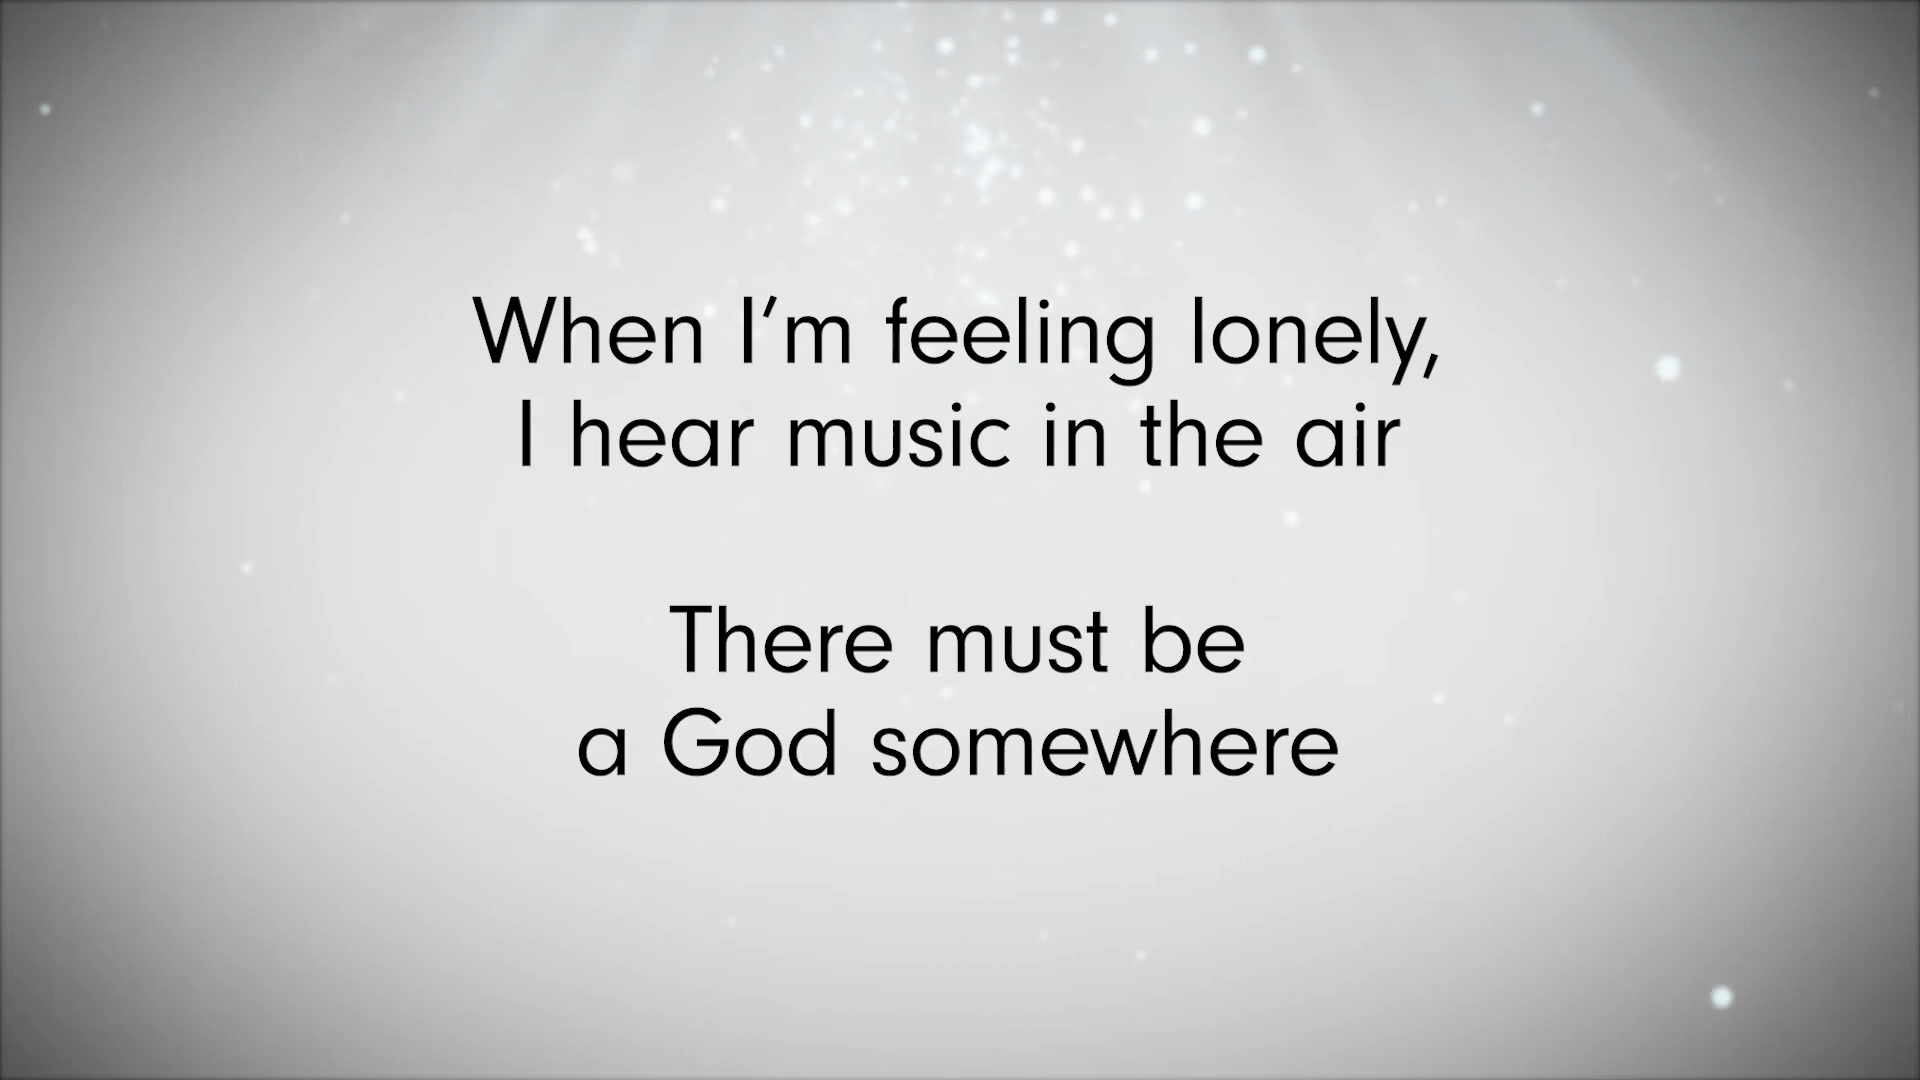 When I’m feeling lonely,
I hear music in the air
There must be
a God somewhere